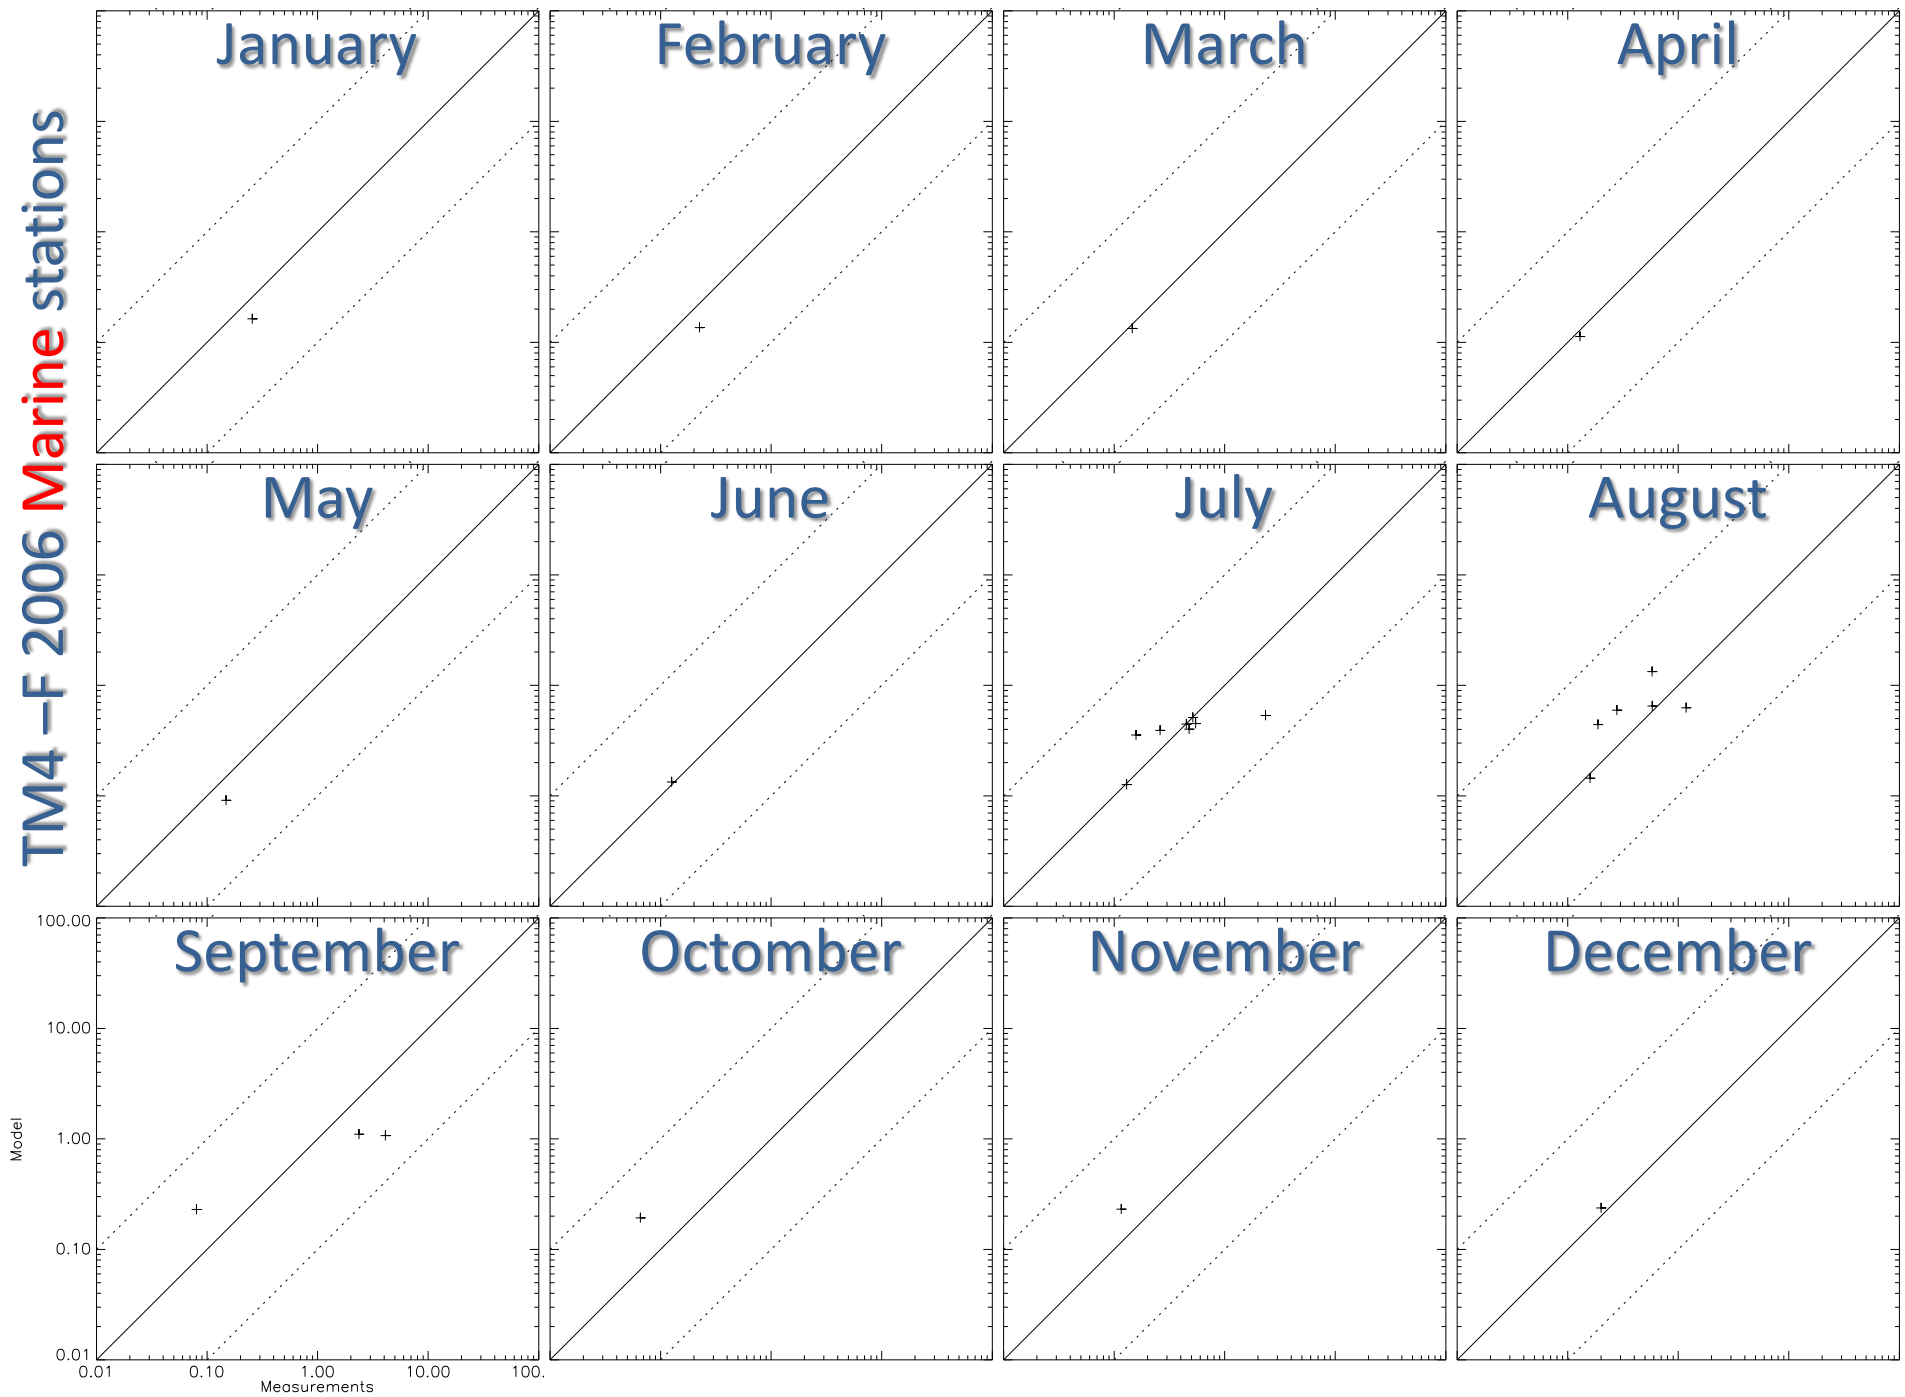 TM4 –F 2006 Marine stations
January
February
March
April
May
June
July
August
September
Octomber
November
December
100.00
10.00
1.00
0.10
0.01
Model
0.01 0.10 1.00 10.00 100.
Measurements